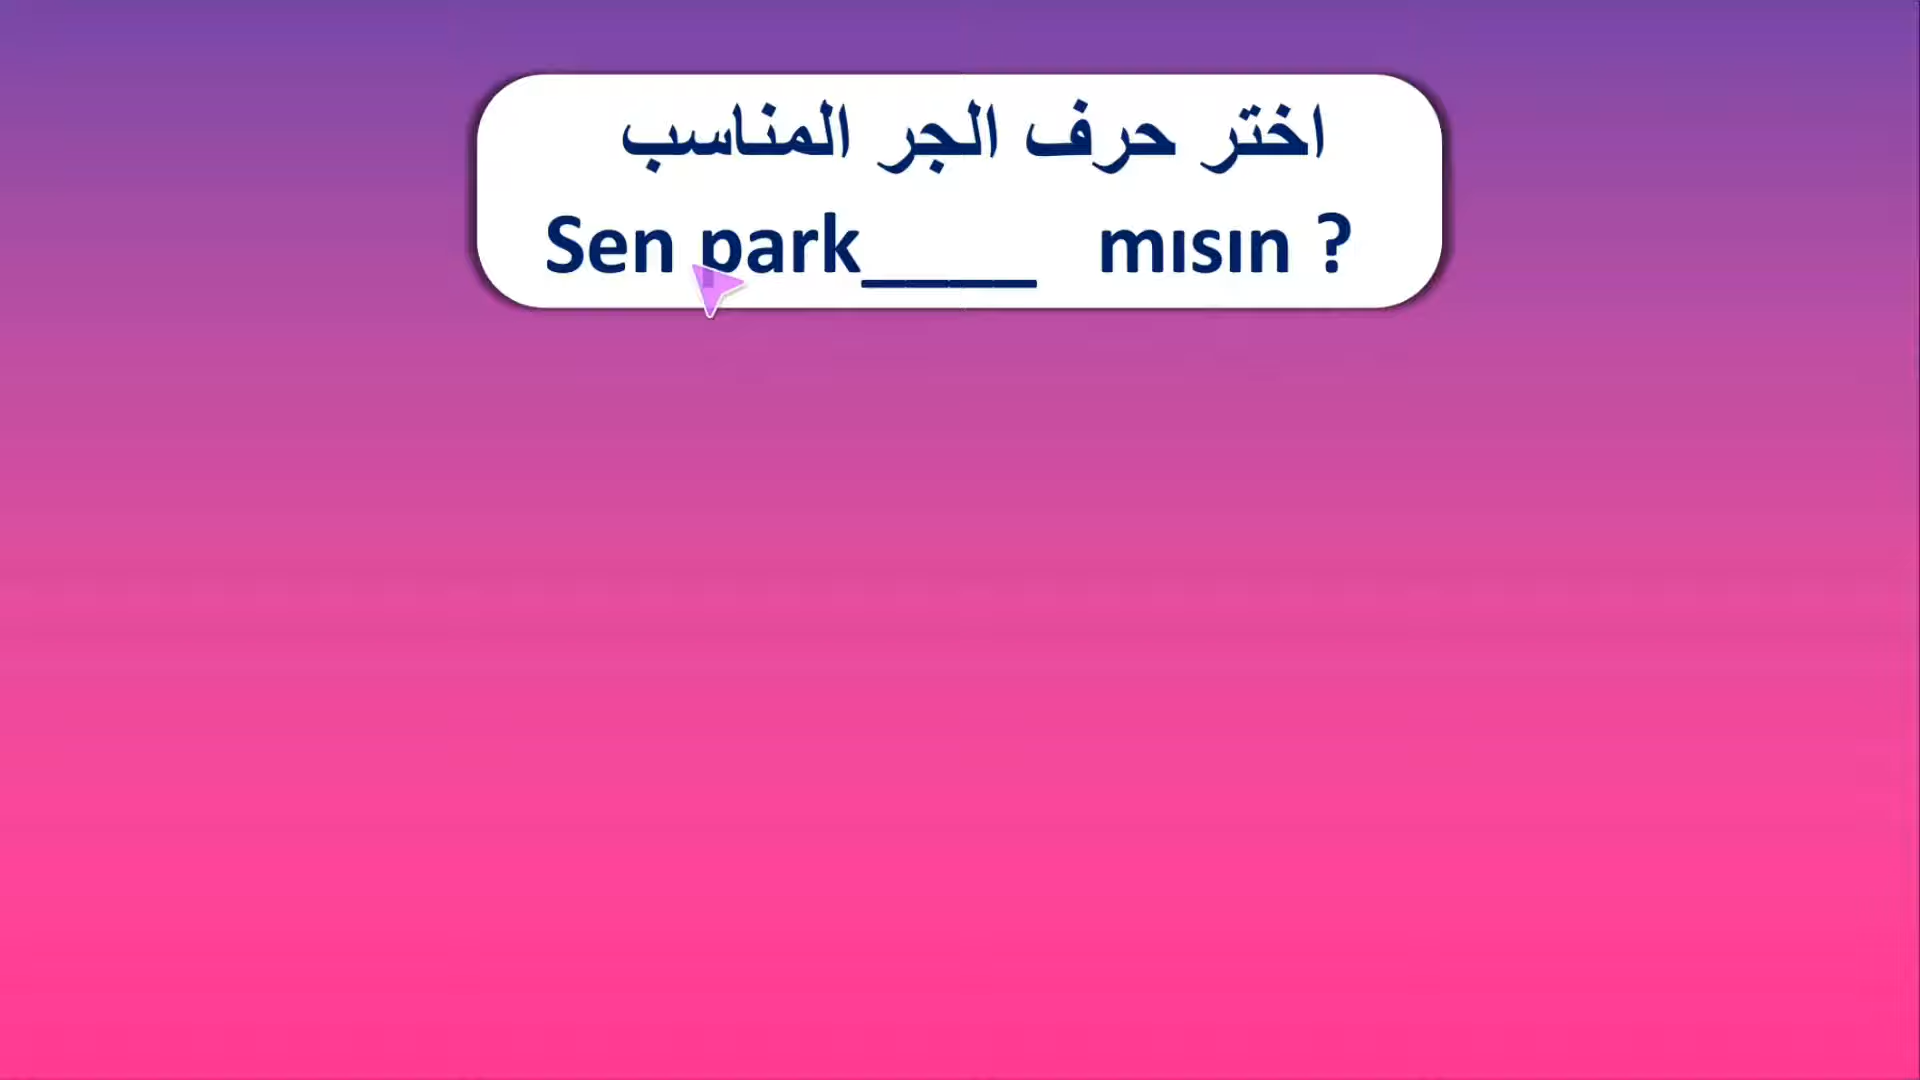 اختر حرف الجر المناسب
Sen park____ mısın ?